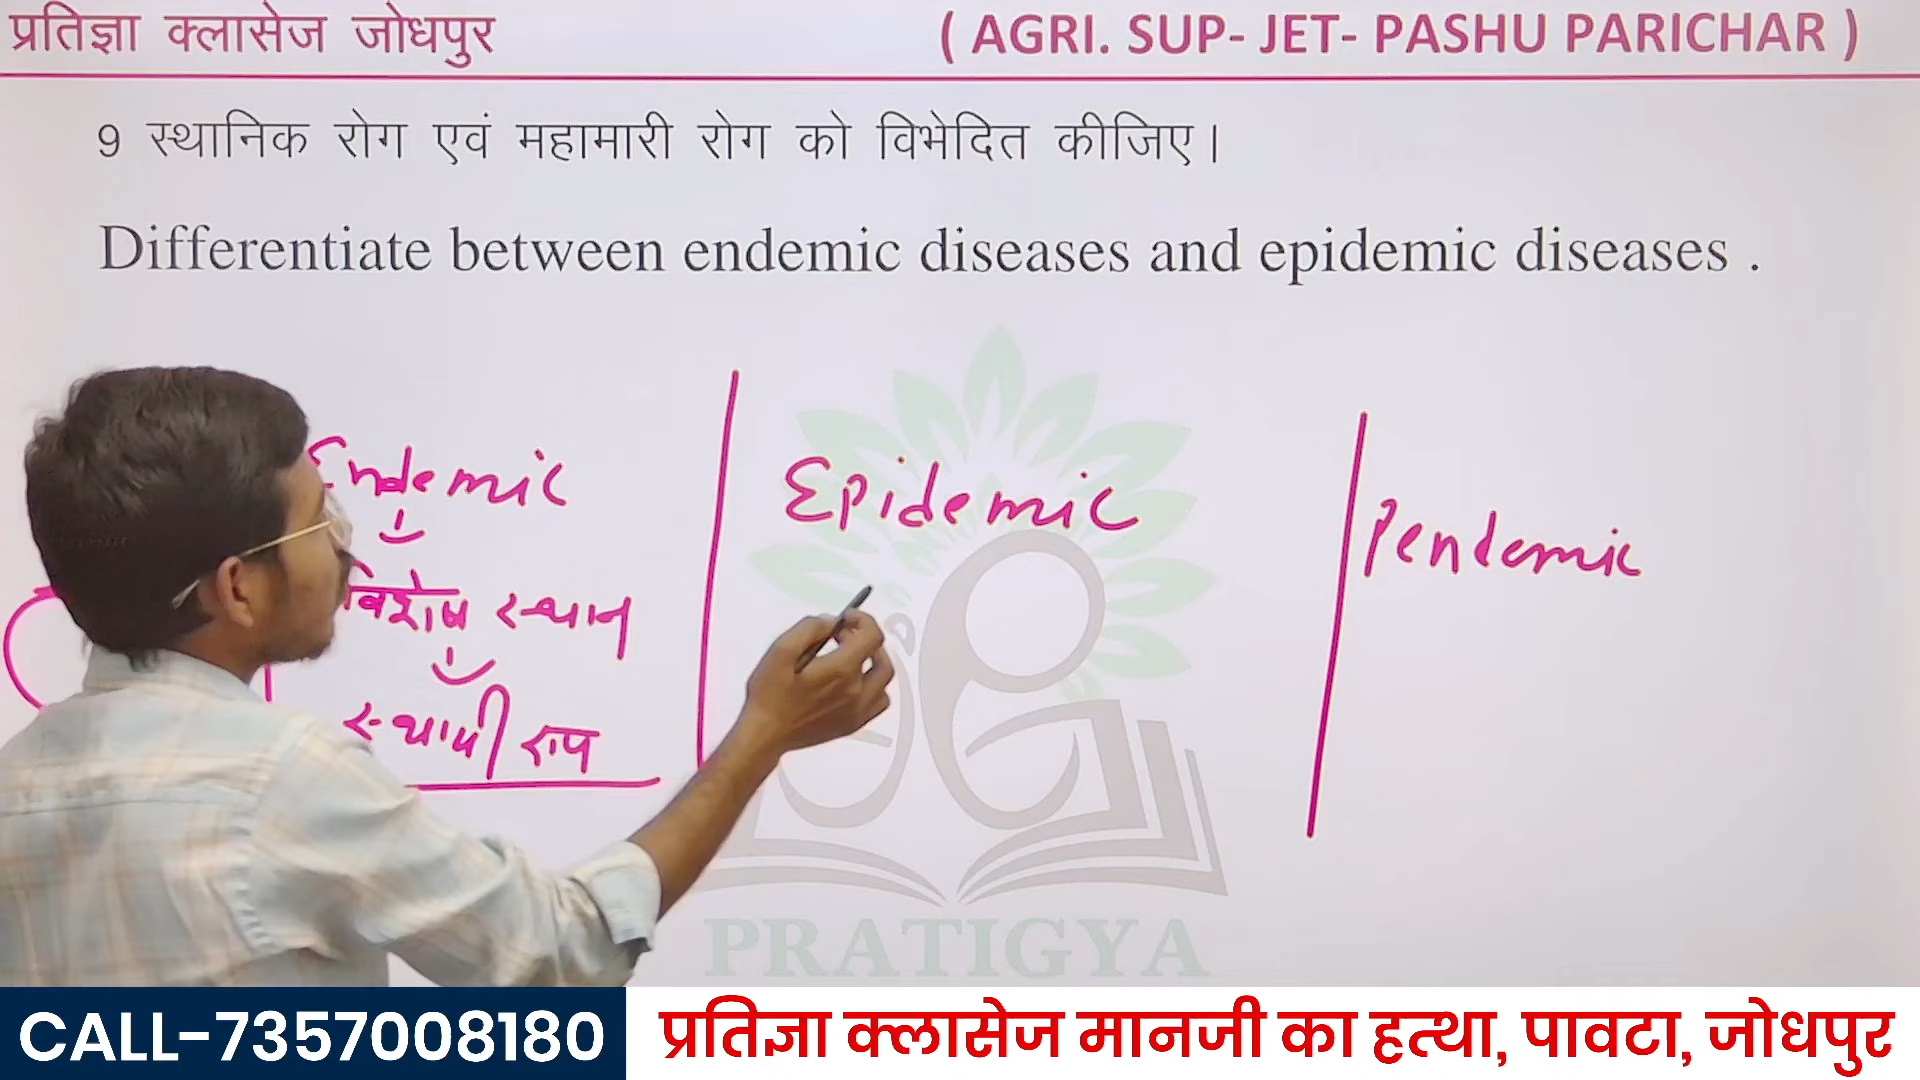 प्रतिज्ञा क्लासेज जोधपुर
( AGRI. SUP- JET- PASHU PARICHAR )
9 स्थानिक रोग एवं महामारी रोग को विभेदित कीजिए।
Differentiate between endemic diseases and epidemic diseases .
Endemic
विशेष स्थान
स्थायी रूप
Epidemic
Pendemic
PRATIGYA
CALL-7357008180
प्रतिज्ञा क्लासेज मानजी का हत्था, पावटा, जोधपुर